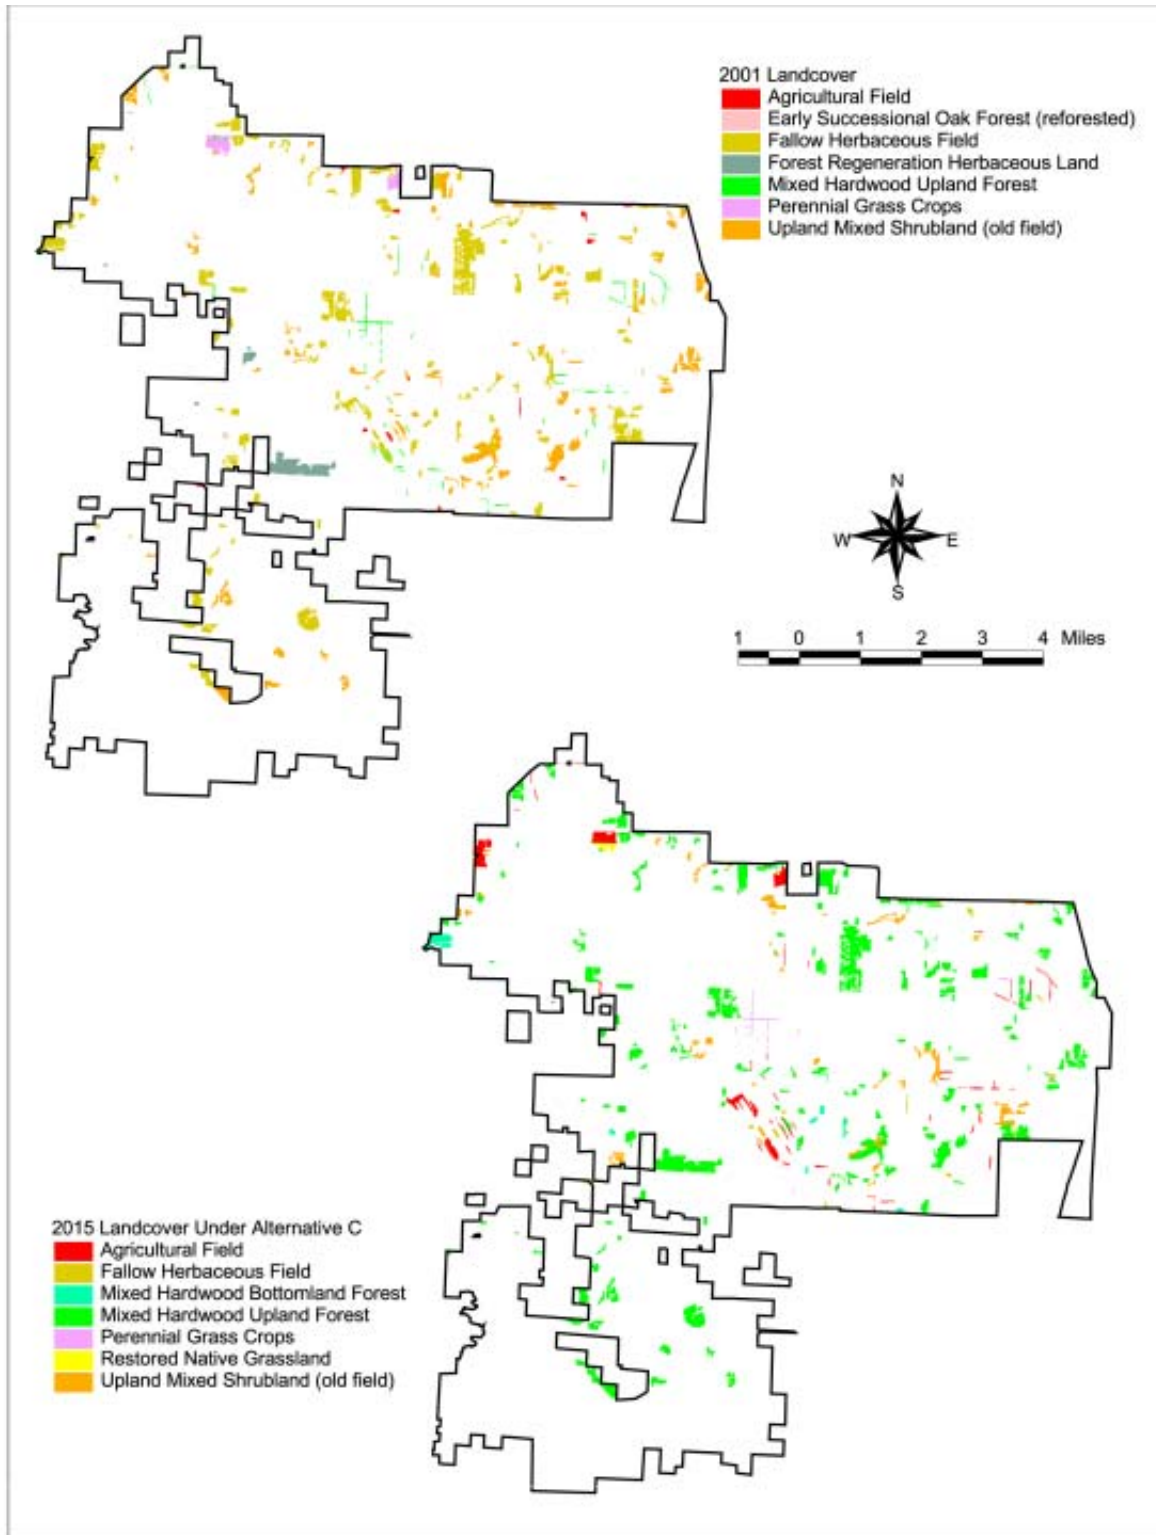 2001 Landcover
Agricultural Field
Early Successional Oak Forest (reforested)
Fallow Herbaceous Field
Forest Regeneration Herbaceous Land
Mixed Hardwood Upland Forest
Perennial Grass Crops
Upland Mixed Shrubland (old field)
N
W E
S
1 0 1 2 3 4 Miles
2015 Landcover Under Alternative C
Agricultural Field
Fallow Herbaceous Field
Mixed Hardwood Bottomland Forest
Mixed Hardwood Upland Forest
Perennial Grass Crops
Restored Native Grassland
Upland Mixed Shrubland (old field)